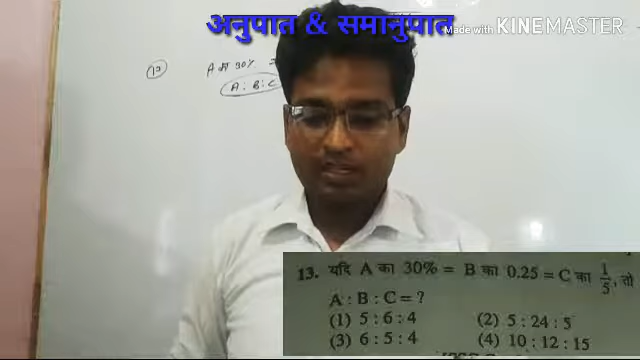 अनुपात & समानुपात
Made with KINEMASTER
13 A का 30% =
A : B : C
13. यदि A का 30% = B का 0.25 = C का 1/5, तो
A : B : C = ?
(1) 5 : 6 : 4 (2) 5 : 24 : 5
(3) 6 : 5 : 4 (4) 10 : 12 : 15